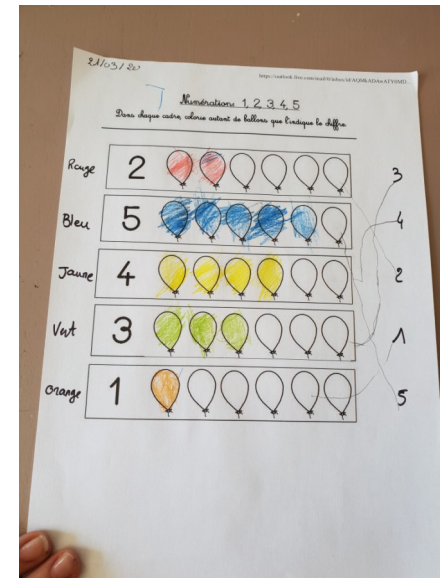 21/03/20
Numération: 1, 2, 3, 4, 5
Dans chaque cadre, colorie autant de ballons que l'indique le chiffre.
Rouge 2 3
Bleu 5 4
Jaune 4 2
Vert 3 1
Orange 1 5